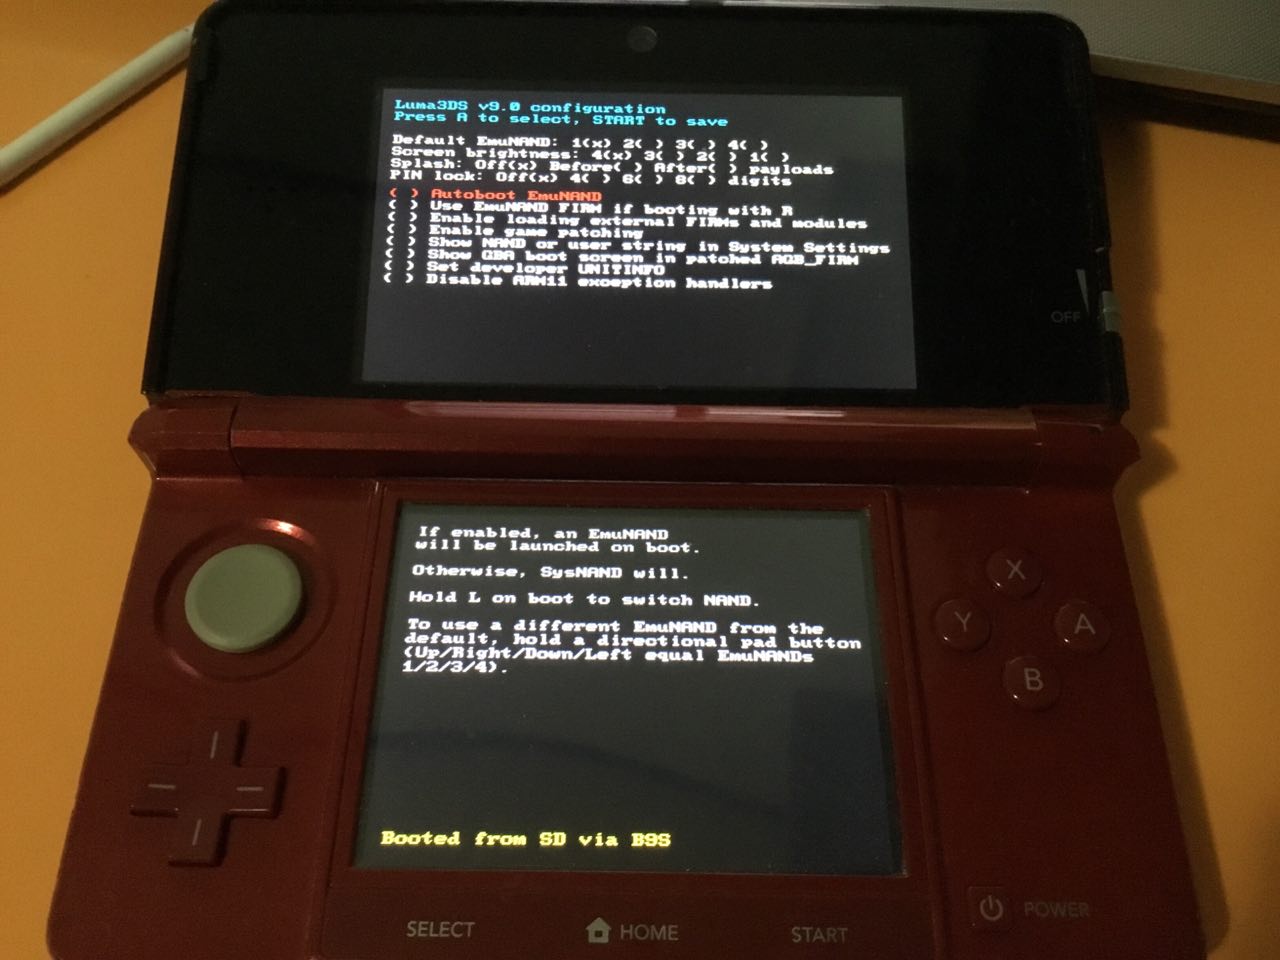 Luma3DS v9.0 configuration
Press A to select, START to save
Default EmuNAND: 1(x) 2( ) 3( ) 4( )
Screen brightness: 4(x) 3( ) 2( ) 1( )
Splash: Off(x) Before( ) After( ) payloads
PIN lock: Off(x) 4( ) 6( ) 8( ) digits
( ) Autoboot EmuNAND
( ) Use EmuNAND FIRM if booting with R
( ) Enable loading external FIRMs and modules
( ) Enable game patching
( ) Show NAND or user string in System Settings
( ) Show GBA boot screen in patched AGB_FIRM
( ) Set developer UNITINFO
( ) Disable ARM11 exception handlers
OFF
If enabled, an EmuNAND
will be launched on boot.
Otherwise, SysNAND will.
Hold L on boot to switch NAND.
To use a different EmuNAND from the
default, hold a directional pad button
(Up/Right/Down/Left equal EmuNANDs
1/2/3/4).
Booted from SD via B9S
X
Y
A
B
SELECT
HOME
START
POWER